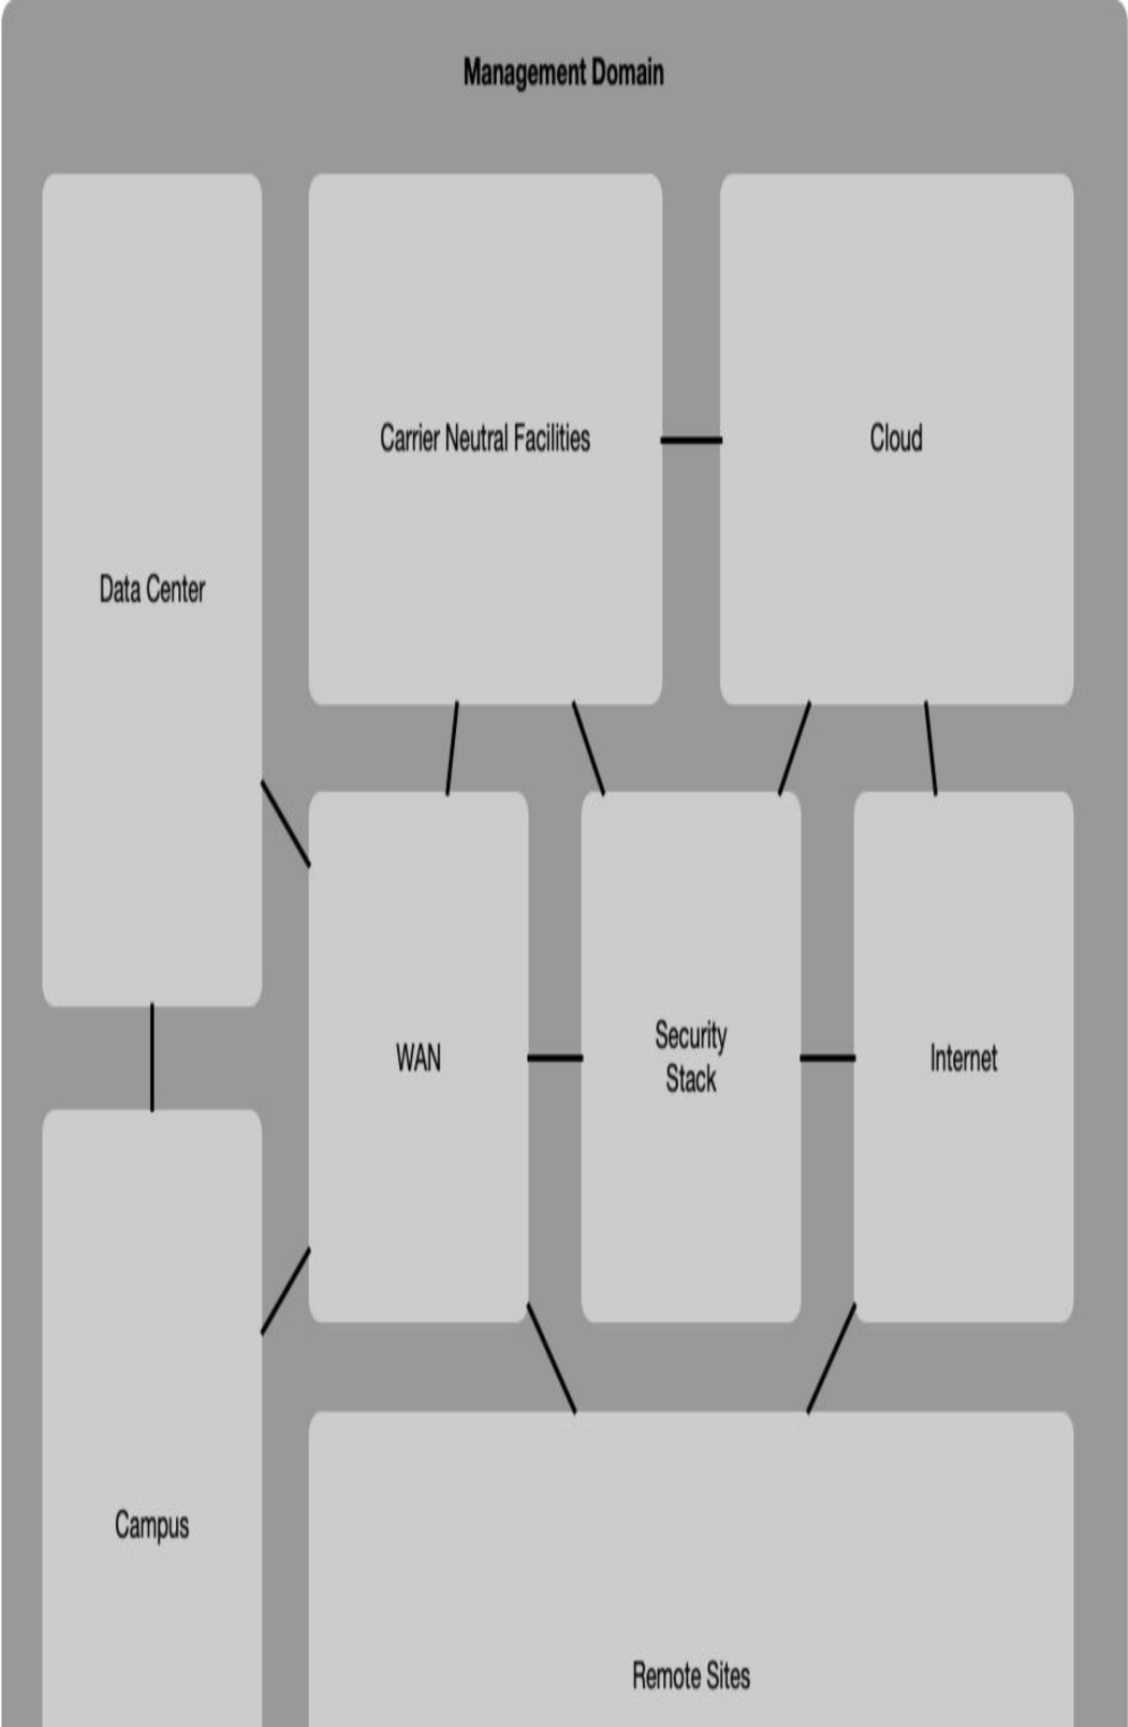 Management Domain
Carrier Neutral Facilities
Cloud
Data Center
WAN
Security
Stack
Internet
Campus
Remote Sites